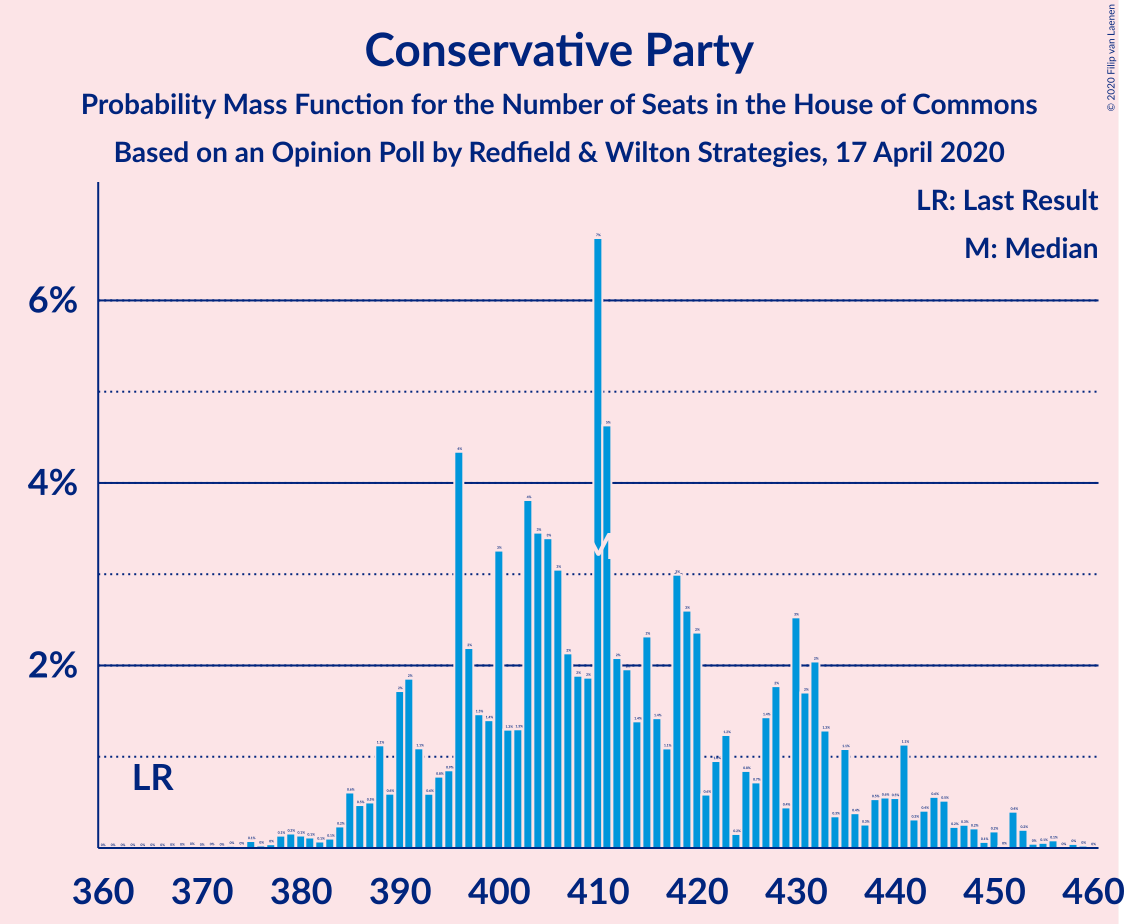 Conservative Party
Probability Mass Function for the Number of Seats in the House of Commons
Based on an Opinion Poll by Redfield & Wilton Strategies, 17 April 2020
© 2020 Filip van Laenen
LR: Last Result
M: Median
6%
4%
2%
LR
M
360 370 380 390 400 410 420 430 440 450 460